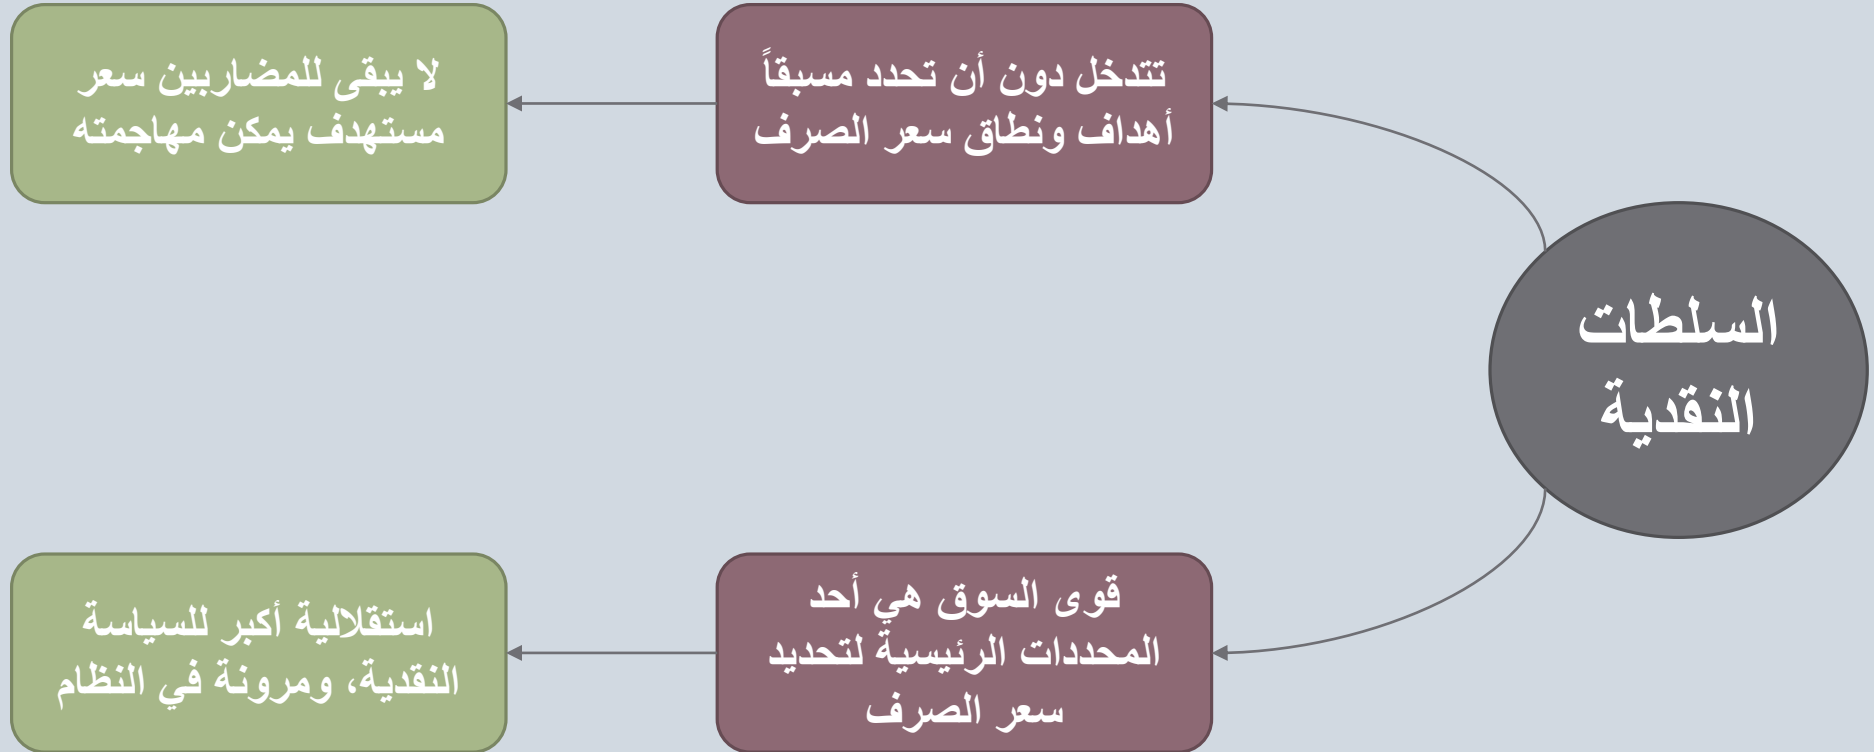 السلطات
النقدية
تتدخل دون أن تحدد مسبقاً
أهداف ونطاق سعر الصرف
لا يبقى للمضاربين سعر
مستهدف يمكن مهاجمته
قوى السوق هي أحد
المحددات الرئيسية لتحديد
سعر الصرف
استقلالية أكبر للسياسة
النقدية، ومرونة في النظام